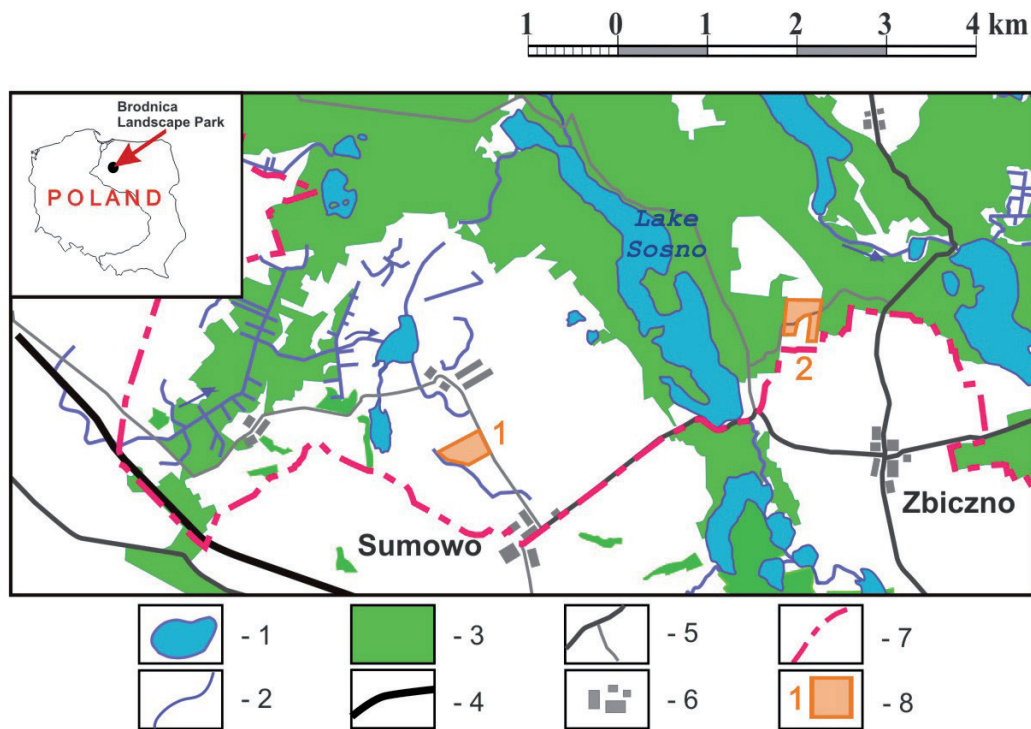 1 0 1 2 3 4 km
Brodnica
Landscape Park
POLAND
Lake
Sosno
2
1
Zbiczno
Sumowo
- 1
- 3
- 5
- 7
- 2
- 4
- 6
1 - 8